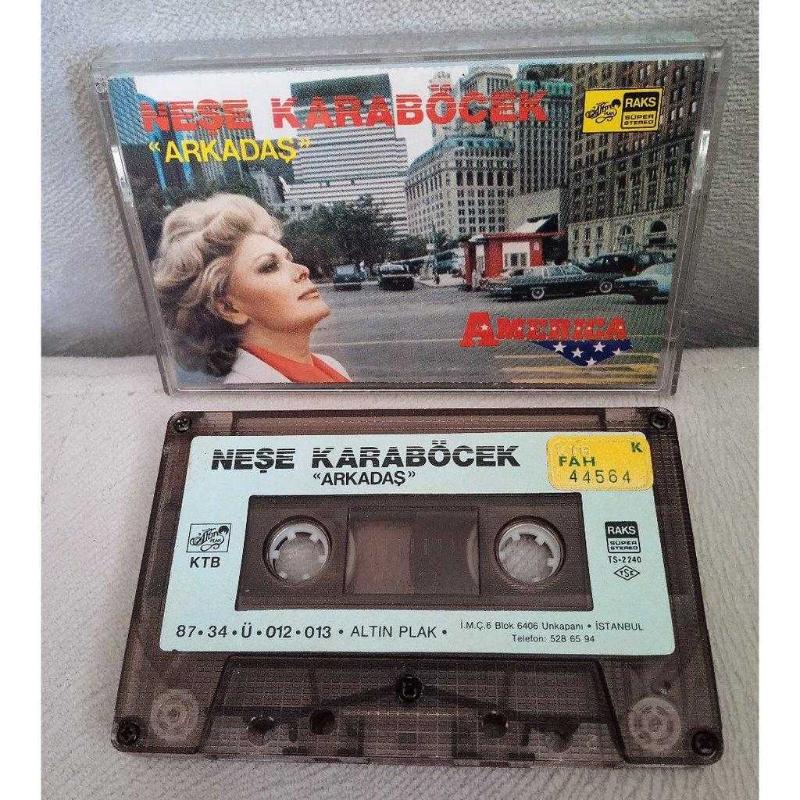 NEŞE KARABÖCEK
«ARKADAŞ»
RAKS
SÜPER
STEREO
AMERICA
NEŞE KARABÖCEK
«ARKADAŞ»
K
FAH
44564
KTB
RAKS
SÜPER
STEREO
TS-2240
TSE
87•34•Ü•012•013 • ALTIN PLAK •
İ.M.Ç.6 Blok 6406 Unkapanı • İSTANBUL
Telefon: 528 65 94